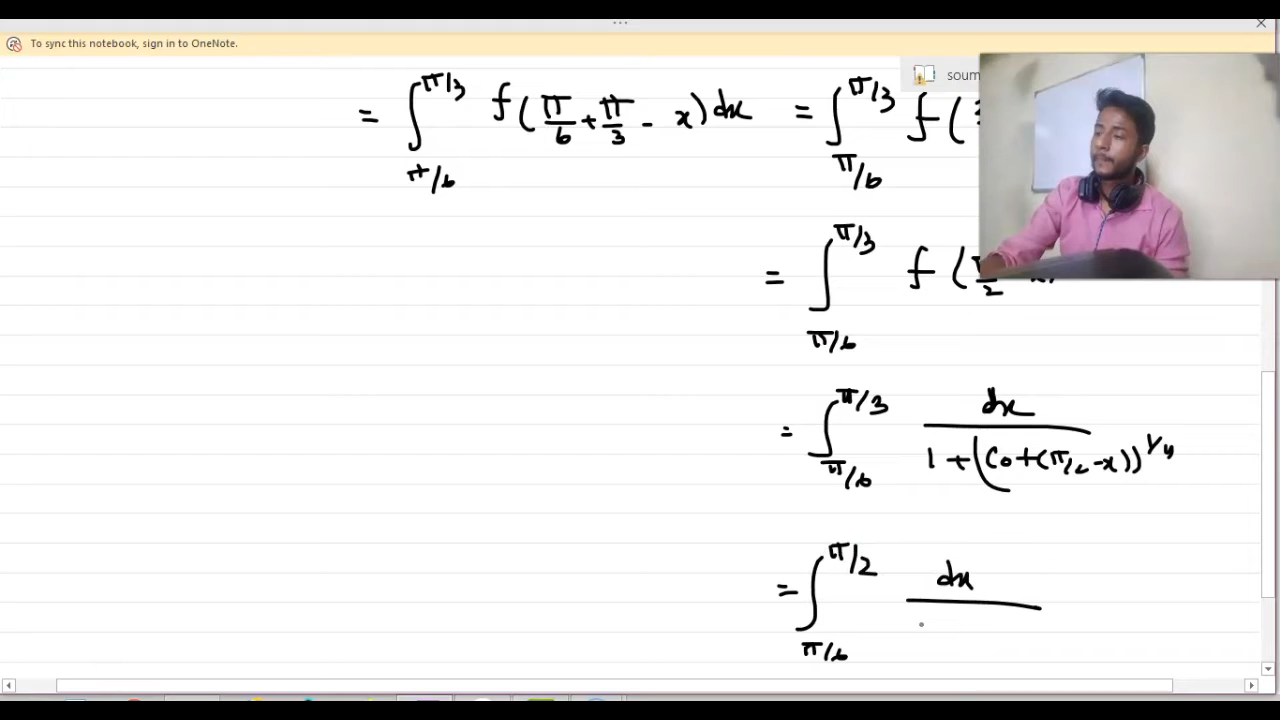 To sync this notebook, sign in to OneNote.
soum
= ∫_{π/6}^{π/3} f(π/6 + π/3 - x) dx = ∫_{π/6}^{π/3} f(
= ∫_{π/6}^{π/3} f(π/2 - x)
= ∫_{π/6}^{π/3} dx / 1 + (cot(π/2 - x))^{1/4}
= ∫_{π/6}^{π/2} dx